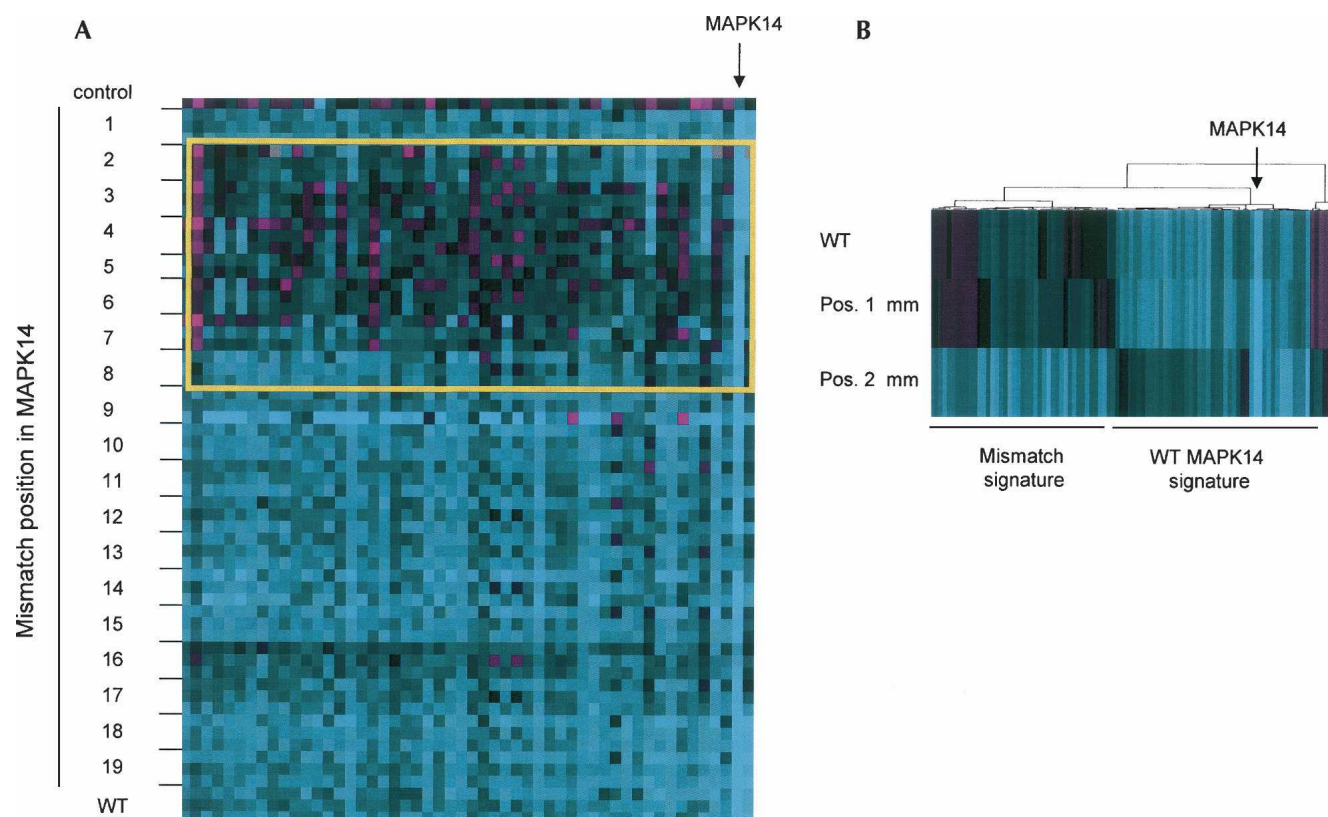 A
MAPK14
control
1
2
3
4
5
6
7
8
9
10
11
12
13
14
15
16
17
18
19
WT
Mismatch position in MAPK14
B
MAPK14
WT
Pos. 1 mm
Pos. 2 mm
Mismatch
signature
WT MAPK14
signature